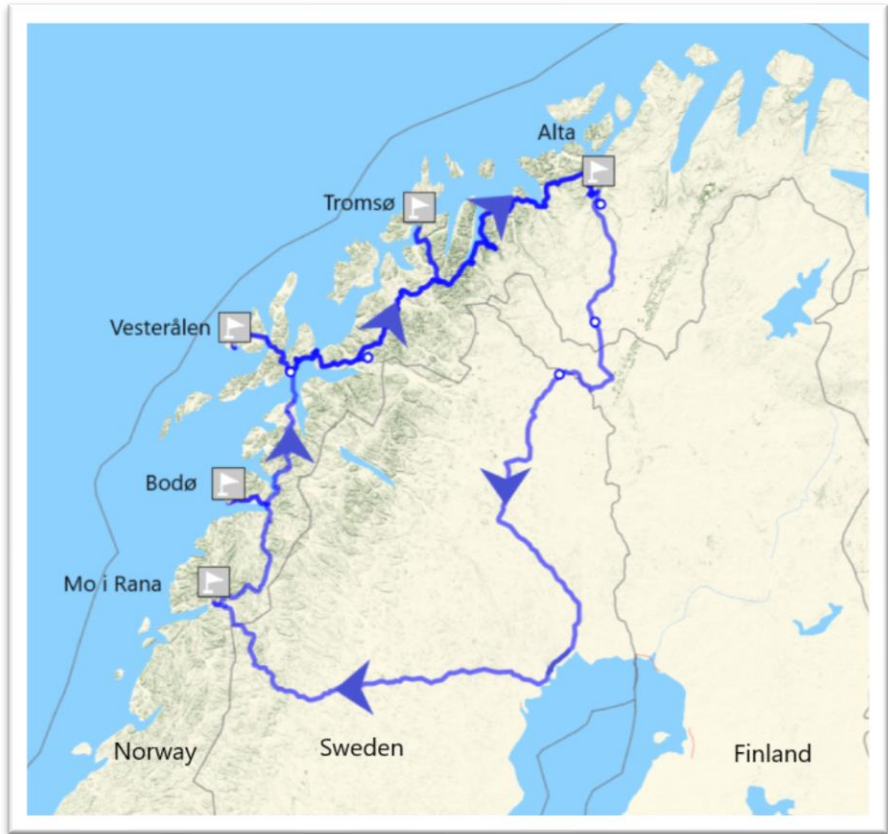 Alta
Tromsø
Vesterålen
Bodø
Mo i Rana
Norway
Sweden
Finland